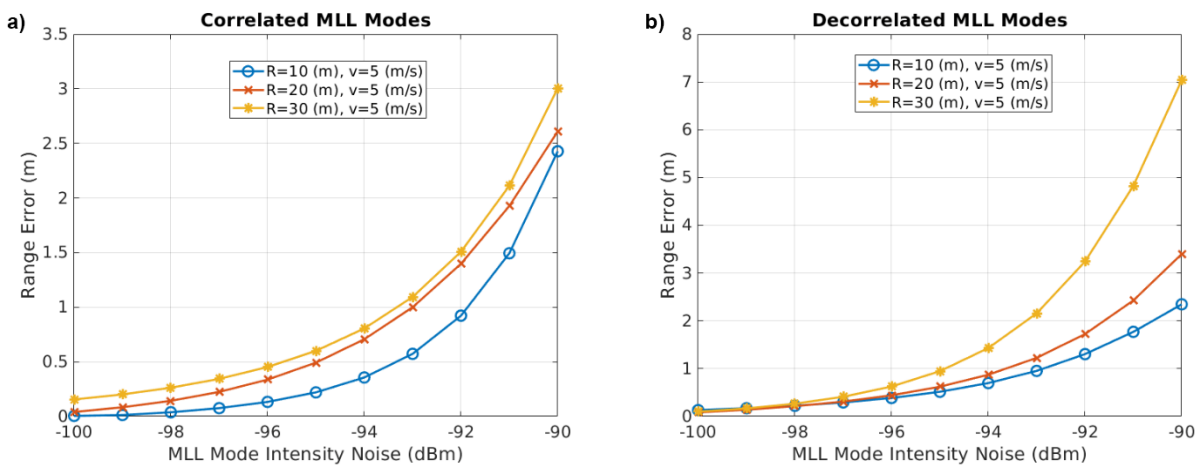 a)
Correlated MLL Modes
3.5
3
2.5
2
1.5
1
0.5
0
Range Error (m)
R=10 (m), v=5 (m/s)
R=20 (m), v=5 (m/s)
R=30 (m), v=5 (m/s)
-100 -98 -96 -94 -92 -90
MLL Mode Intensity Noise (dBm)
b)
Decorrelated MLL Modes
8
7
6
5
4
3
2
1
0
Range Error (m)
R=10 (m), v=5 (m/s)
R=20 (m), v=5 (m/s)
R=30 (m), v=5 (m/s)
-100 -98 -96 -94 -92 -90
MLL Mode Intensity Noise (dBm)